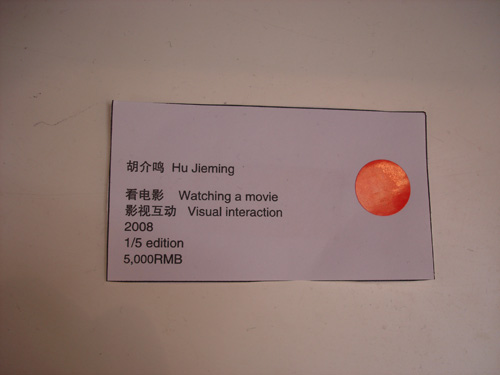 胡介鸣 Hu Jieming
看电影 Watching a movie
影视互动 Visual interaction
2008
1/5 edition
5,000RMB